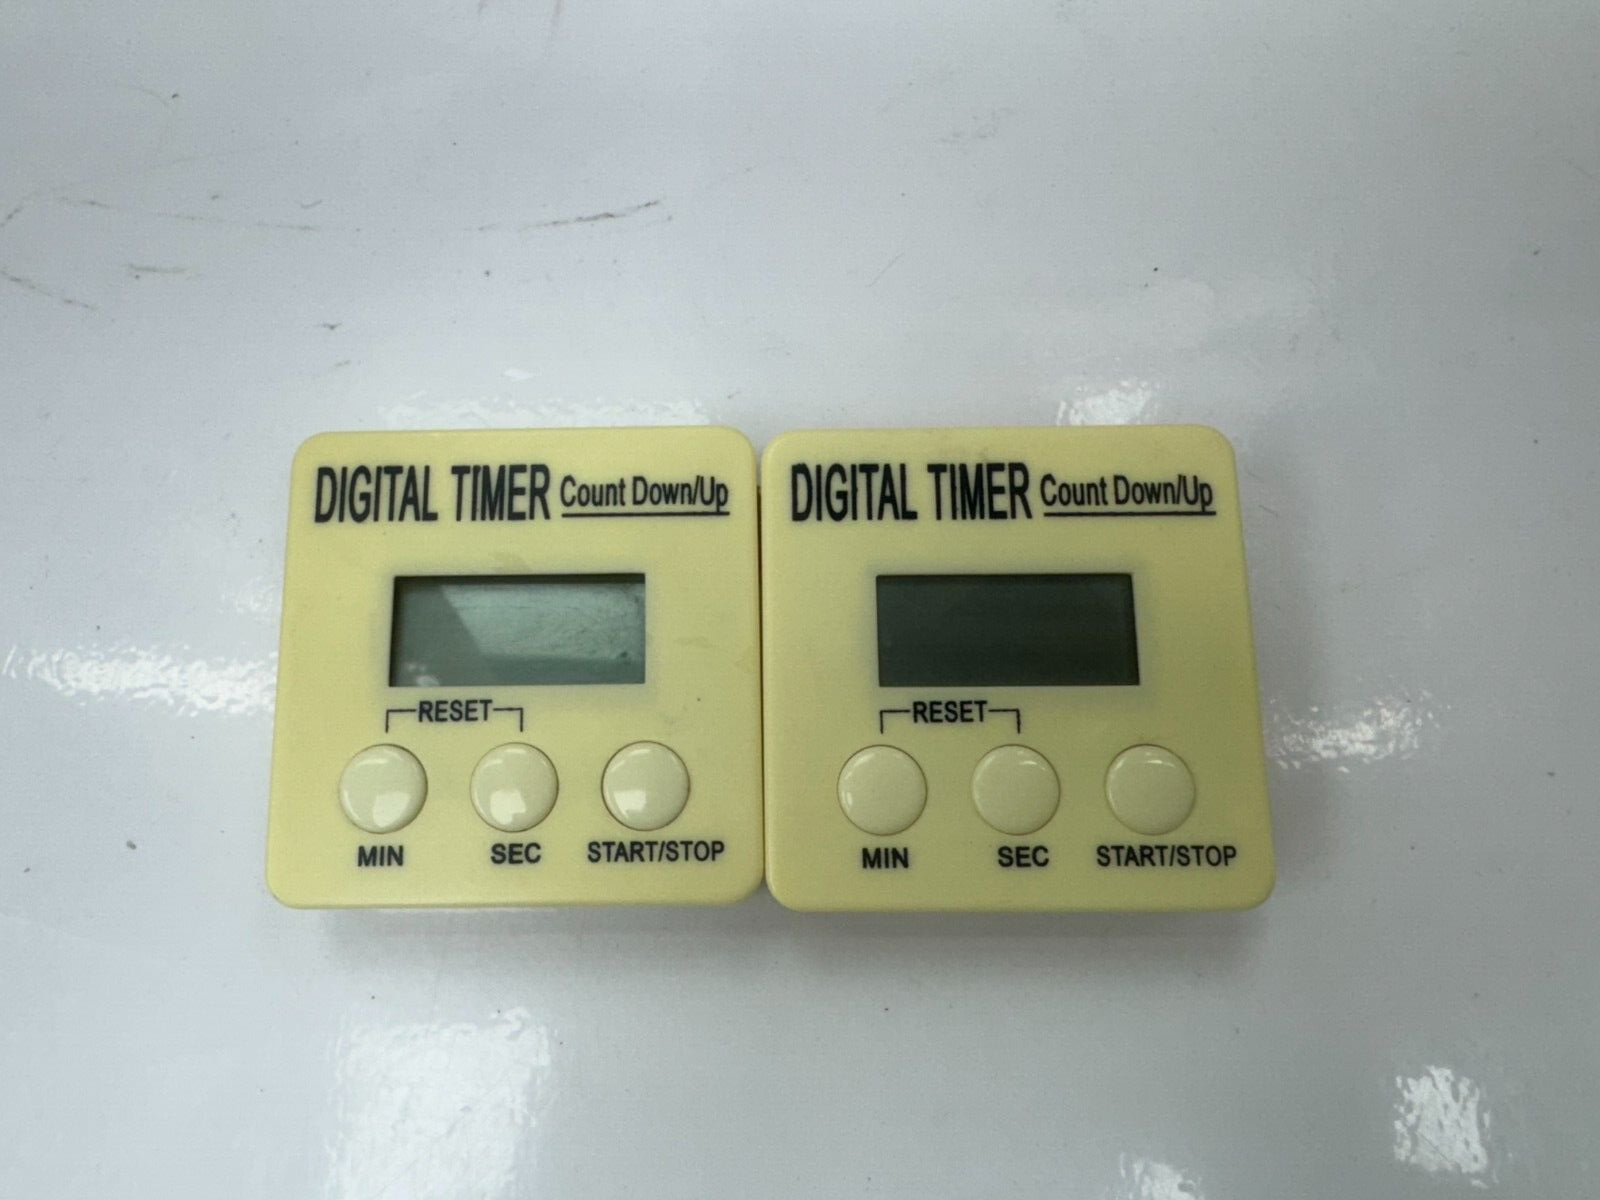 DIGITAL TIMER Count Down/Up
RESET
MIN SEC START/STOP
DIGITAL TIMER Count Down/Up
RESET
MIN SEC START/STOP